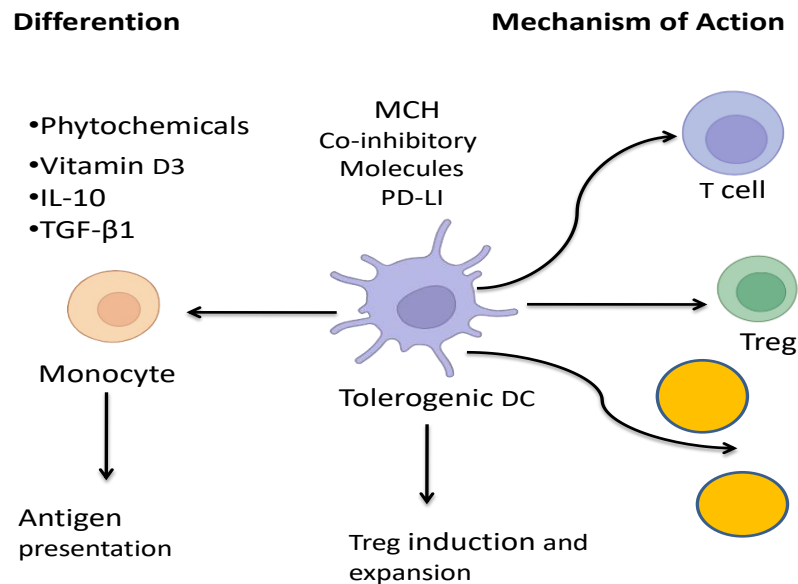 Differention
Mechanism of Action
•Phytochemicals
•Vitamin D3
•IL-10
•TGF-β1
MCH
Co-inhibitory
Molecules
PD-LI
T cell
Treg
Monocyte
Tolerogenic DC
Antigen
presentation
Treg induction and
expansion